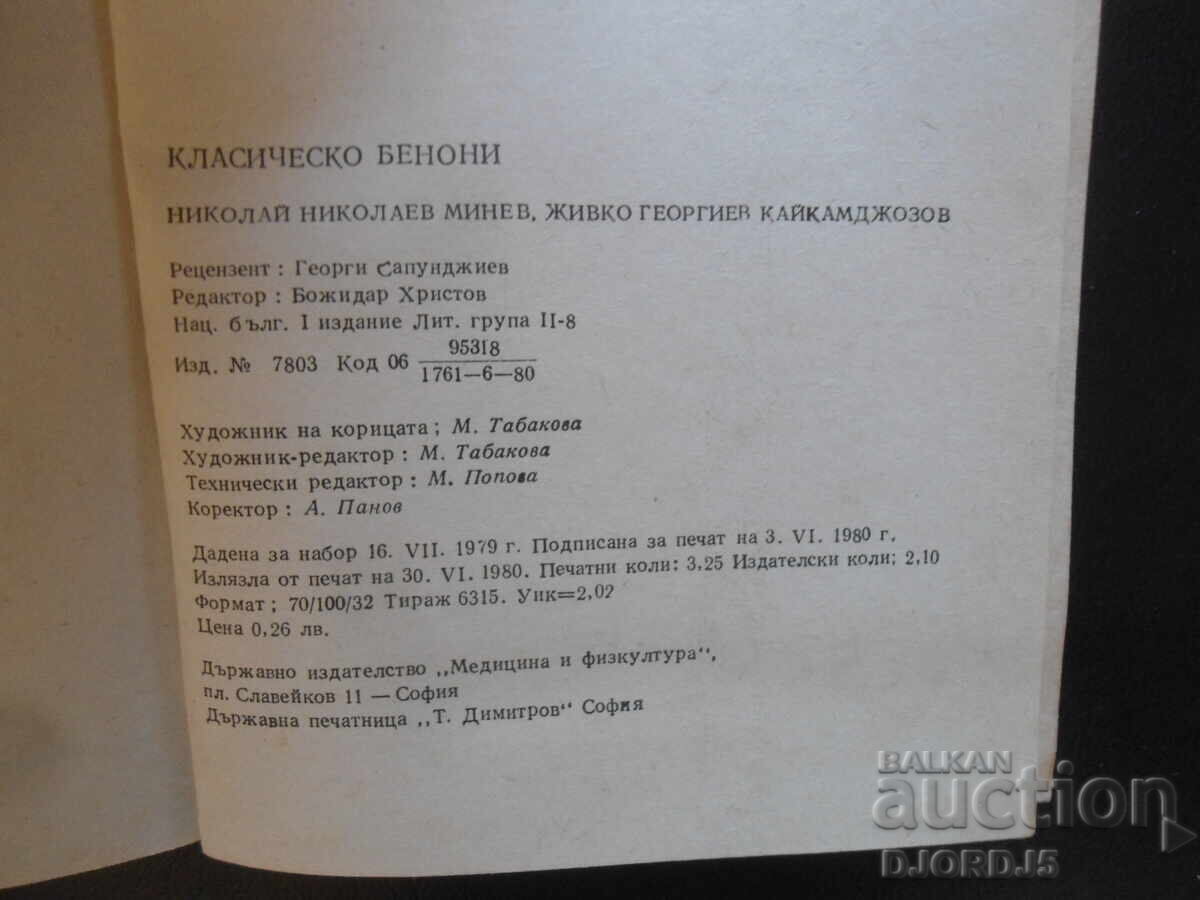 КЛАСИЧЕСКО БЕНОНИ
НИКОЛАЙ НИКОЛАЕВ МИНЕВ, ЖИВКО ГЕОРГИЕВ КАЙКАМДЖОЗОВ
Рецензент : Георги Сапунджиев
Редактор : Божидар Христов
Нац. бълг. I издание Лит. група II-8
Изд. № 7803 Код 06 95318
1761—6—80
Художник на корицата ; М. Табакова
Художник-редактор : М. Табакова
Технически редактор : М. Попова
Коректор : А. Панов
Дадена за набор 16. VII. 1979 г. Подписана за печат на 3. VI. 1980 г.
Излязла от печат на 30. VI. 1980. Печатни коли: 3,25 Издателски коли; 2,10
Формат ; 70/100/32 Тираж 6315. Уик=2,02
Цена 0,26 лв.
Държавно издателство „Медицина и физкултура“,
пл. Славейков 11 — София
Държавна печатница „Т. Димитров“ София
BALKAN
auction
DJORDJ5